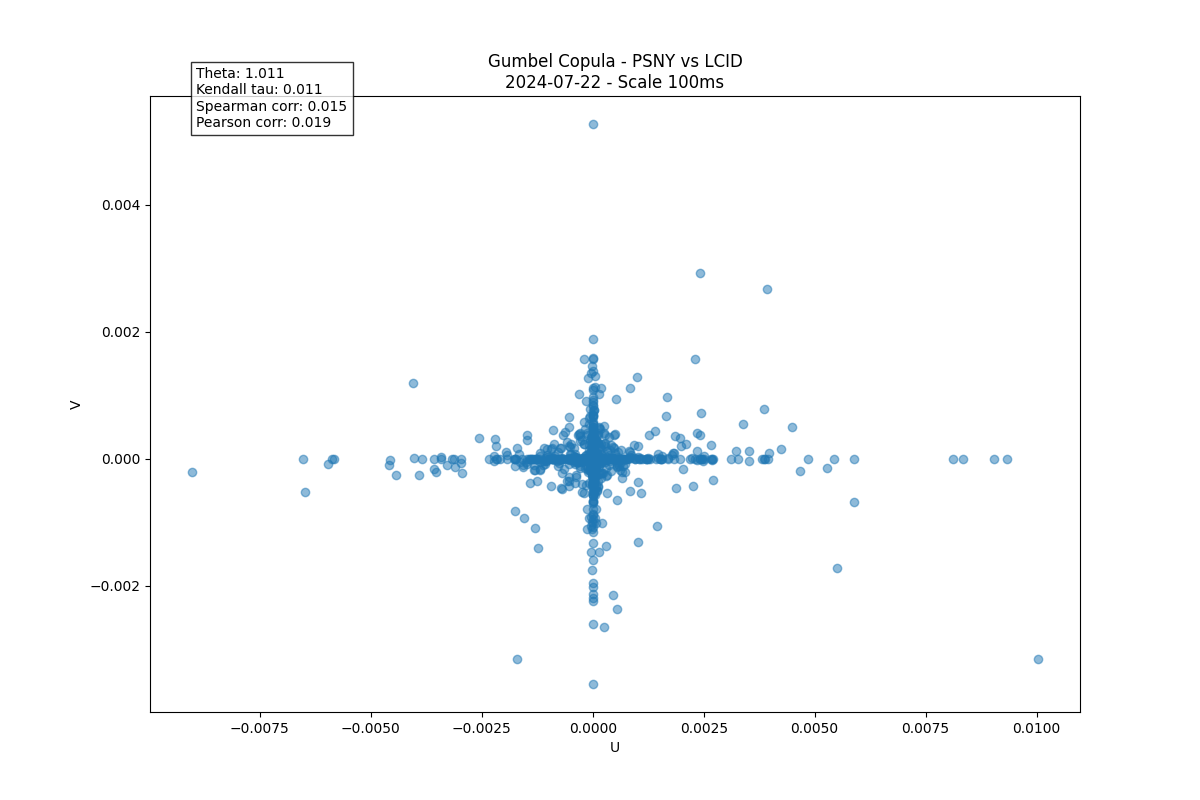 Gumbel Copula - PSNY vs LCID
2024-07-22 - Scale 100ms
Theta: 1.011
Kendall tau: 0.011
Spearman corr: 0.015
Pearson corr: 0.019
0.004
0.002
0.000
−0.002
V
−0.0075
−0.0050
−0.0025
0.0000
0.0025
0.0050
0.0075
0.0100
U